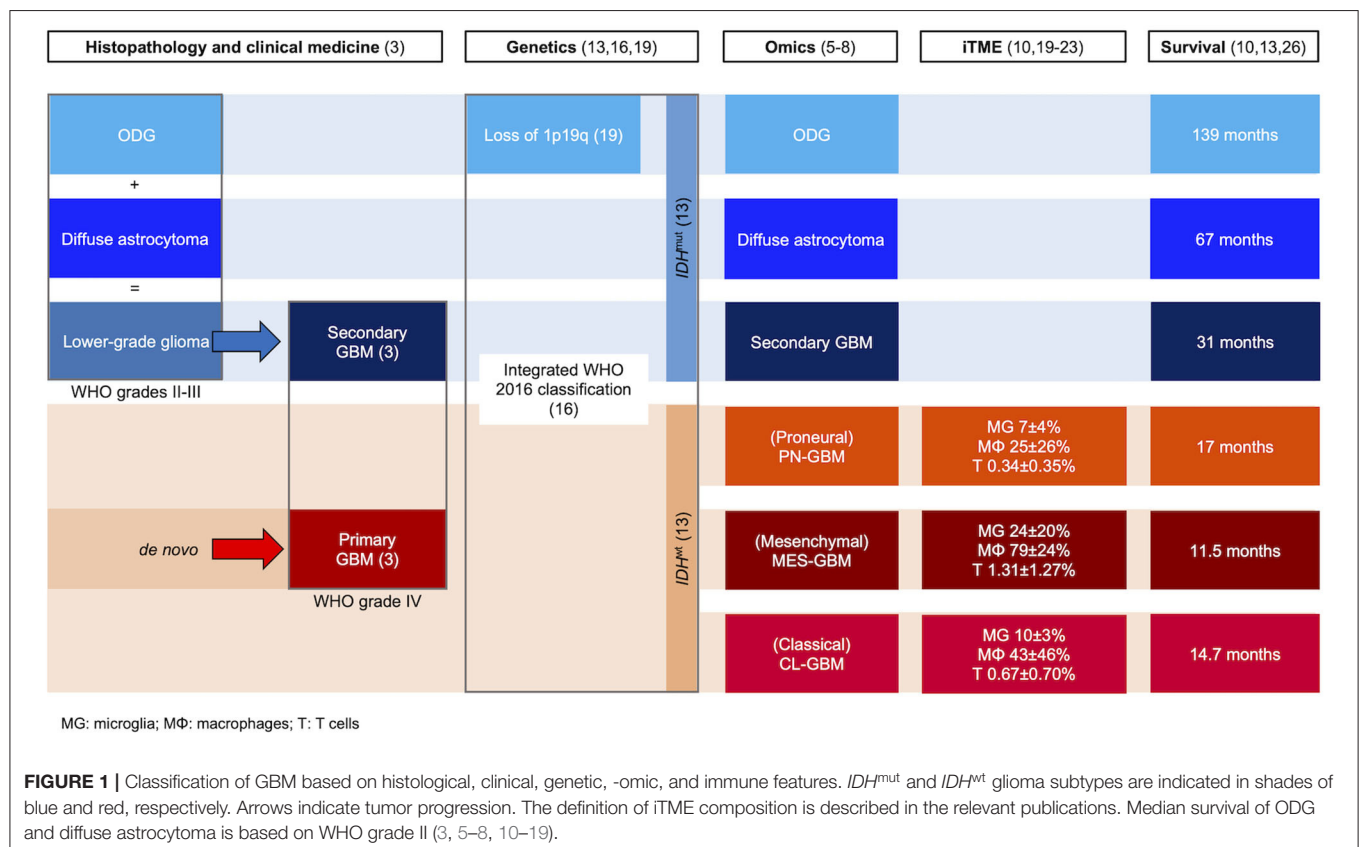 Histopathology and clinical medicine (3)
Genetics (13,16,19)
Omics (5-8)
iTME (10,19-23)
Survival (10,13,26)
ODG
Loss of 1p19q (19)
ODG
139 months
+
Diffuse astrocytoma
IDHmut (13)
Diffuse astrocytoma
67 months
=
Lower-grade glioma
Secondary
GBM (3)
Secondary GBM
31 months
WHO grades II-III
Integrated WHO
2016 classification
(16)
(Proneural)
PN-GBM
MG 7±4%
MΦ 25±26%
T 0.34±0.35%
17 months
de novo
Primary
GBM (3)
IDHwt (13)
(Mesenchymal)
MES-GBM
MG 24±20%
MΦ 79±24%
T 1.31±1.27%
11.5 months
WHO grade IV
(Classical)
CL-GBM
MG 10±3%
MΦ 43±46%
T 0.67±0.70%
14.7 months
MG: microglia; MΦ: macrophages; T: T cells
FIGURE 1 | Classification of GBM based on histological, clinical, genetic, -omic, and immune features. IDHmut and IDHwt glioma subtypes are indicated in shades of
blue and red, respectively. Arrows indicate tumor progression. The definition of iTME composition is described in the relevant publications. Median survival of ODG
and diffuse astrocytoma is based on WHO grade II (3, 5–8, 10–19).